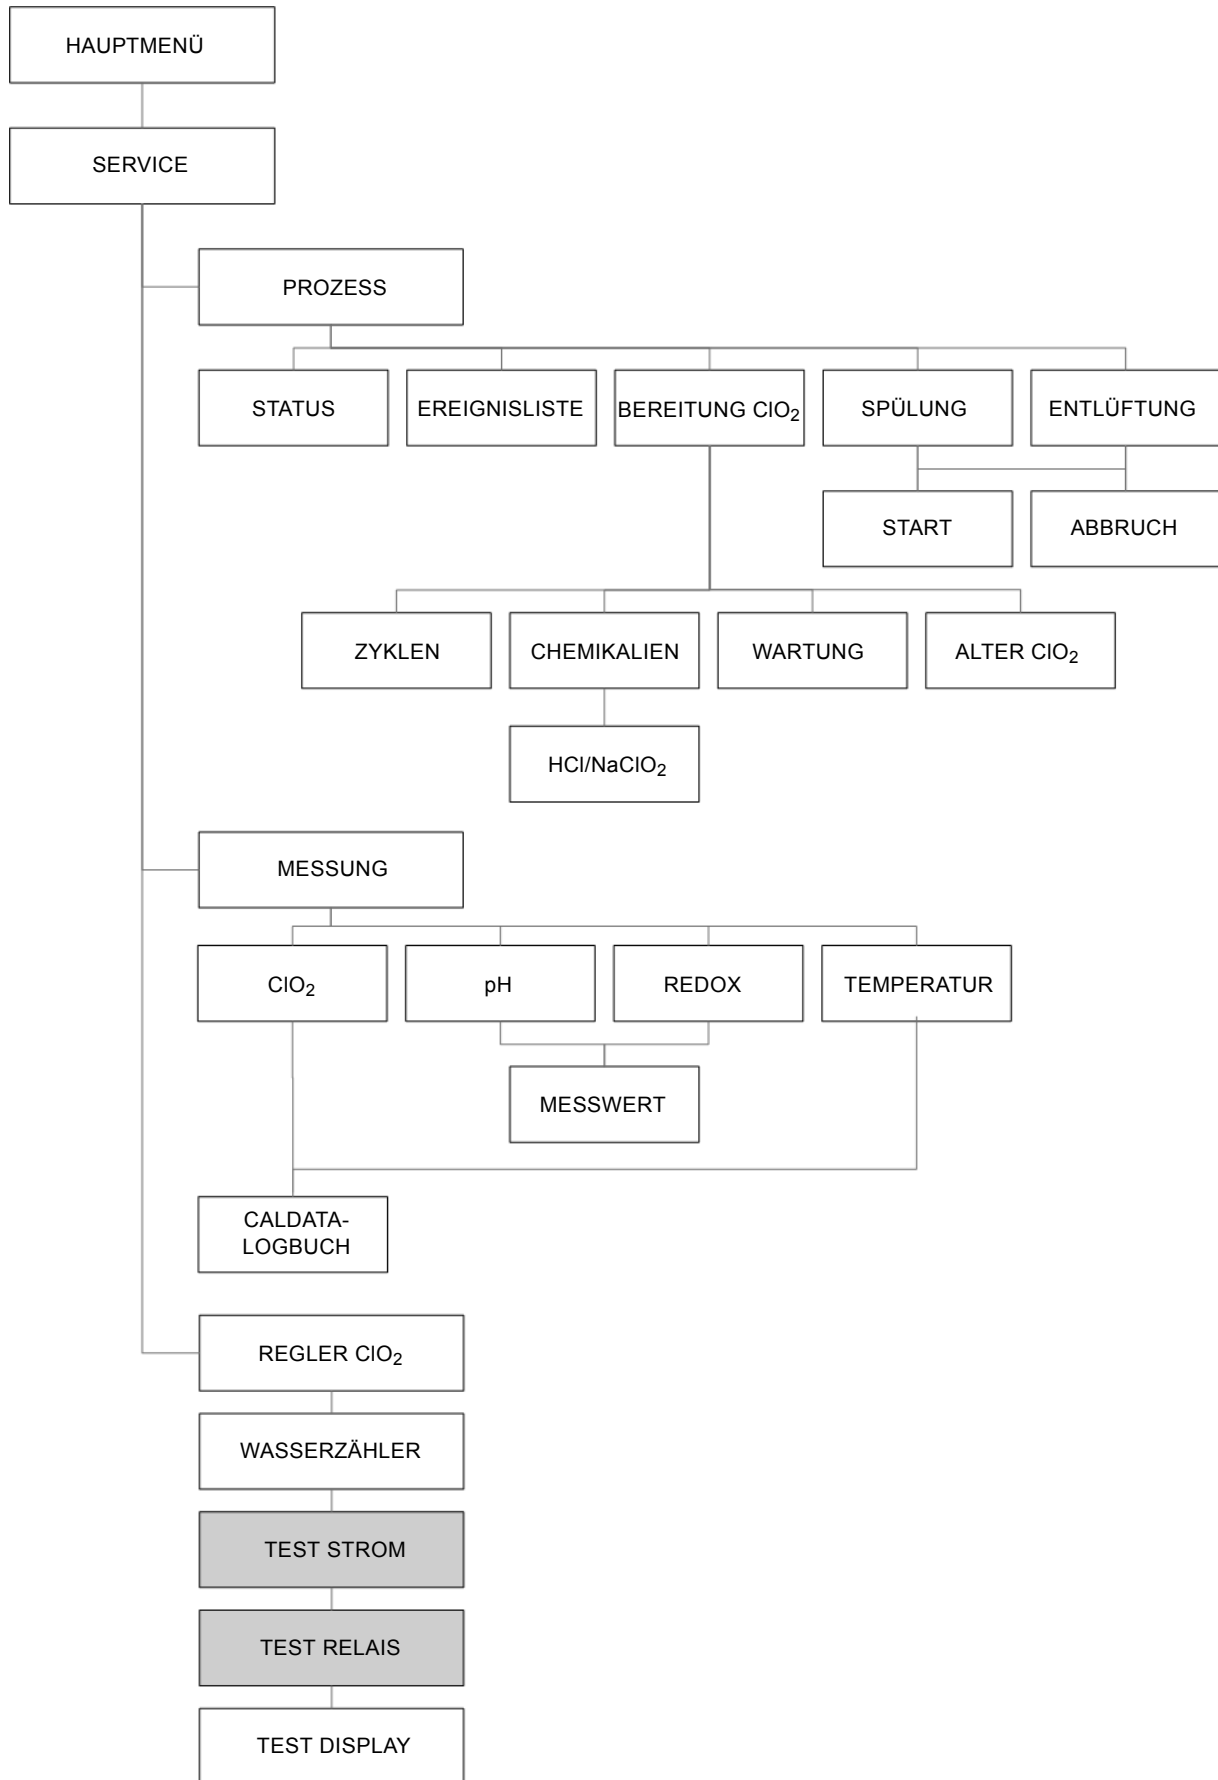 HAUPTMENÜ
SERVICE
PROZESS
STATUS
EREIGNISLISTE
BEREITUNG ClO₂
SPÜLUNG
ENTLÜFTUNG
START
ABBRUCH
ZYKLEN
CHEMIKALIEN
WARTUNG
ALTER ClO₂
HCl/NaClO₂
MESSUNG
ClO₂
pH
REDOX
TEMPERATUR
MESSWERT
CALDATA-
LOGBUCH
REGLER ClO₂
WASSERZÄHLER
TEST STROM
TEST RELAIS
TEST DISPLAY